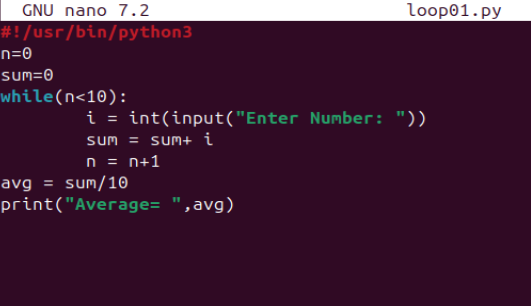 GNU nano 7.2 loop01.py
#!/usr/bin/python3
n=0
sum=0
while(n<10):
        i = int(input("Enter Number: "))
        sum = sum+ i
        n = n+1
avg = sum/10
print("Average= ",avg)